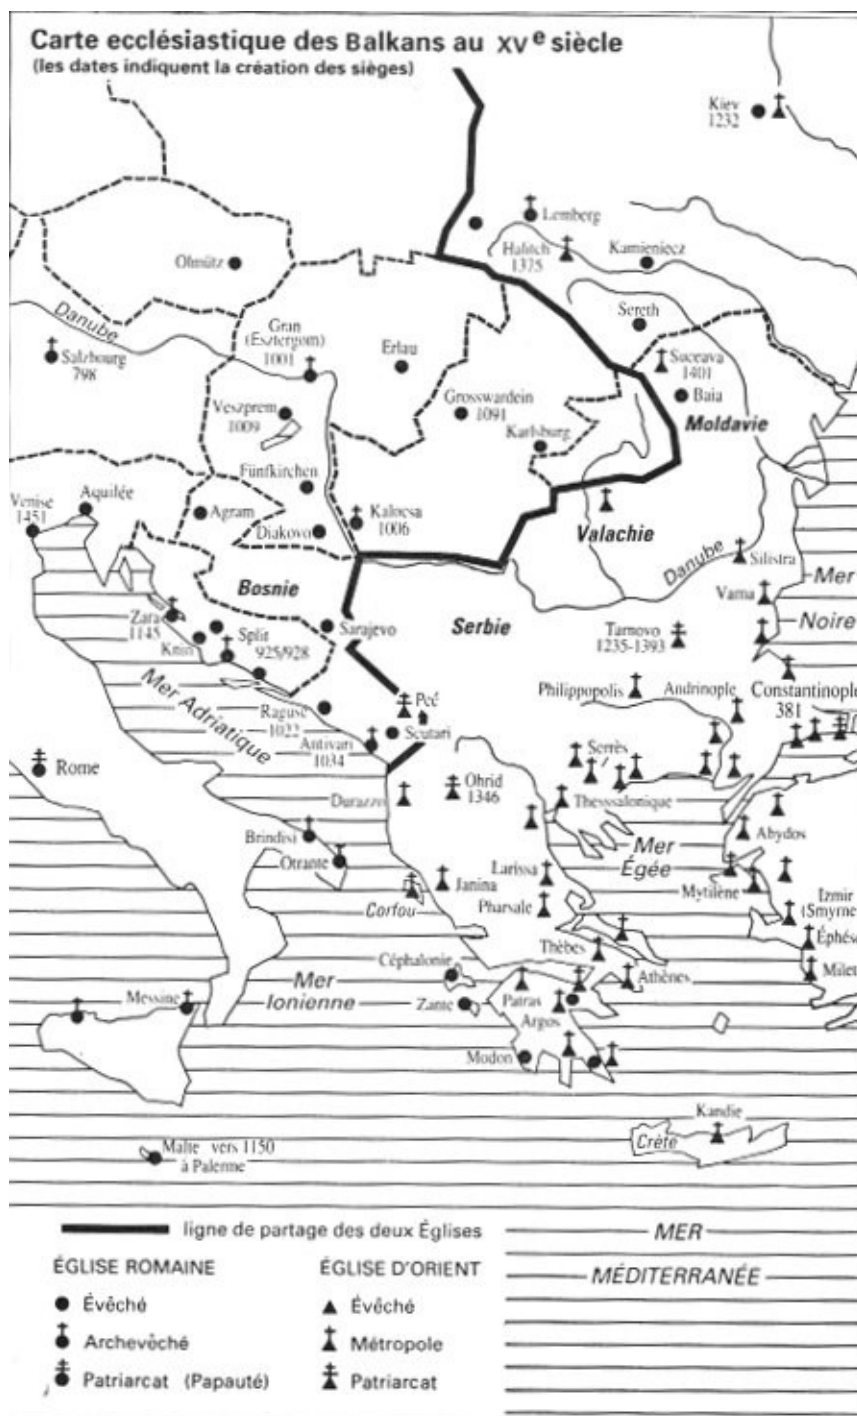 Carte ecclésiastique des Balkans au XVe siècle
(les dates indiquent la création des sièges)
Kiev
1232
Lemberg
Halitch
1375
Kamieniecz
Olmütz
Danube
Gran
(Esztergom)
1001
Erlau
Sereth
Soceava
1401
Baia
Salzbourg
798
Veszprem
1009
Grosswardein
1091
Karlsburg
Moldavie
Fünfkirchen
Venise
1451
Aquilée
Agram
Diakovo
Kalocsa
1006
Valachie
Danube
Silistra
Bosnie
Mer
Noire
Varna
Zara
1145
Knin
Split
925/928
Sarajevo
Serbie
Tarnovo
1235-1393
Mer Adriatique
Raguse
1022
Antivari
1034
Peć
Scutari
Philippopolis
Andrinople
Constantinople
381
Rome
Serrès
Durazzo
Ohrid
1346
Thesssalonique
Brindisi
Otrante
Mer
Égée
Abydos
Larissa
Janina
Corfou
Pharsale
Mytilène
Izmir
(Smyrne)
Éphèse
Thèbes
Milet
Céphalonie
Athènes
Mer
Ionienne
Messine
Zante
Patras
Argos
Modon
Kandie
Crète
Malte vers 1150
à Palerme
ligne de partage des deux Églises
MER
MÉDITERRANÉE
ÉGLISE ROMAINE
ÉGLISE D'ORIENT
Évêché
Évêché
Archevêché
Métropole
Patriarcat (Papauté)
Patriarcat